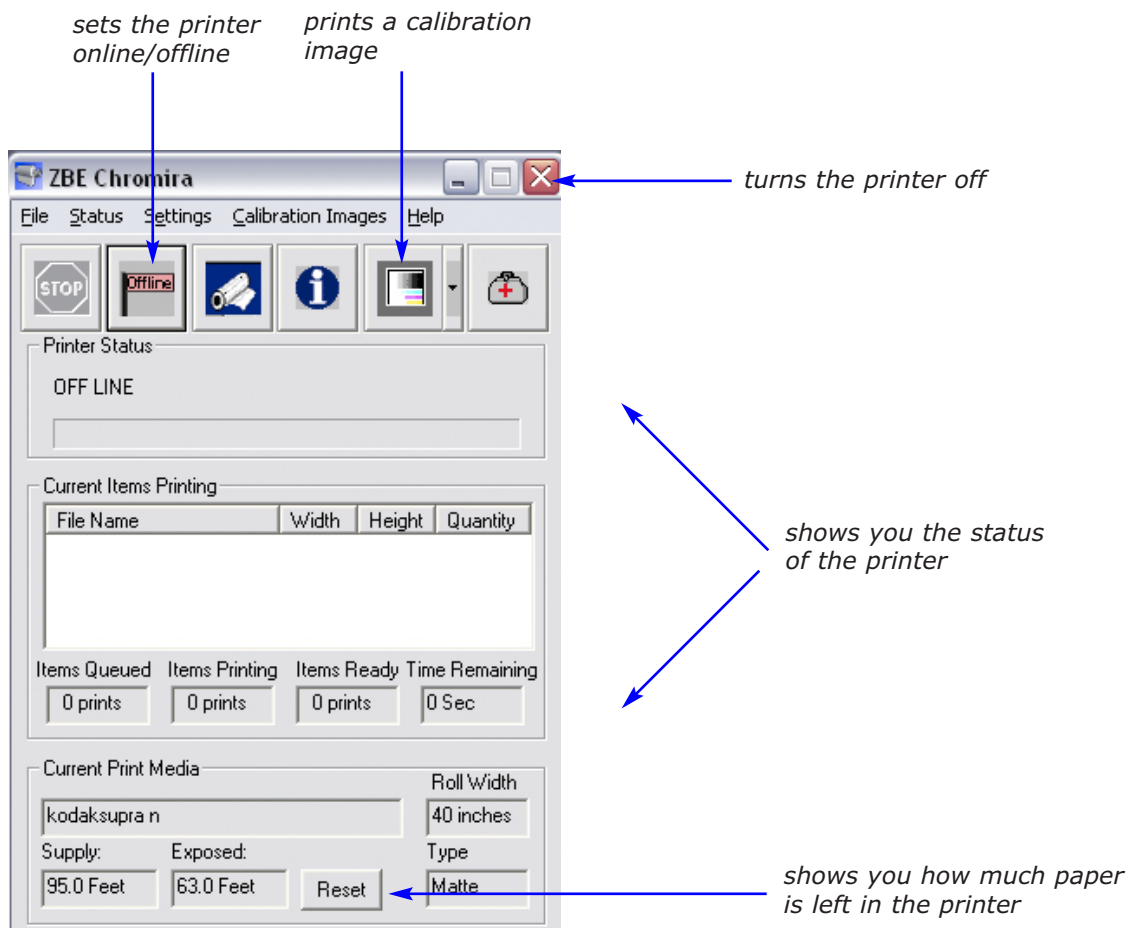 sets the printer
online/offline
prints a calibration
image
ZBE Chromira
turns the printer off
File Status Settings Calibration Images Help
STOP
Offline
Printer Status
OFF LINE
Current Items Printing
File Name Width Height Quantity
shows you the status
of the printer
Items Queued Items Printing Items Ready Time Remaining
0 prints 0 prints 0 prints 0 Sec
Current Print Media
Roll Width
kodaksupra n 40 inches
Supply: Exposed: Type
95.0 Feet 63.0 Feet Reset Matte
shows you how much paper
is left in the printer